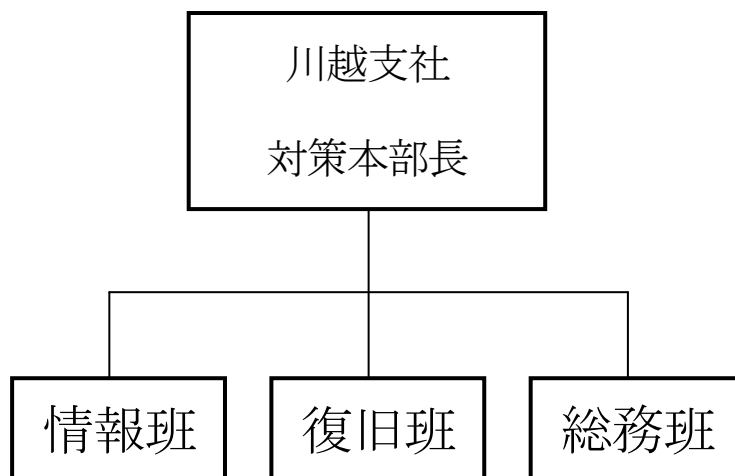 川越支社
対策本部長
情報班
復旧班
総務班